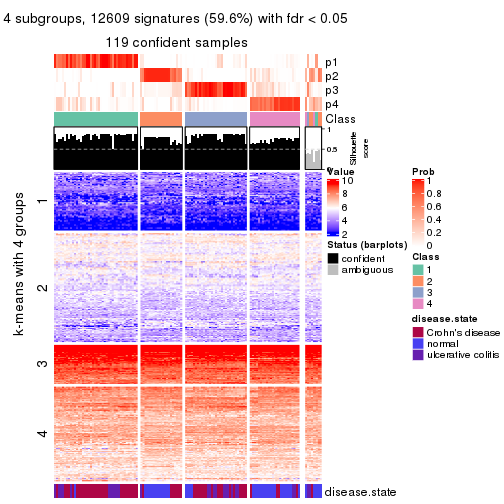 4 subgroups, 12609 signatures (59.6%) with fdr < 0.05
119 confident samples
p1
p2
p3
p4
Class
1
0.5
0
Silhouette
score
k-means with 4 groups
1
2
3
4
disease.state
Value
10
8
6
4
2
Status (barplots)
confident
ambiguous
Prob
1
0.8
0.6
0.4
0.2
0
Class
1
2
3
4
disease.state
Crohn's disease
normal
ulcerative colitis